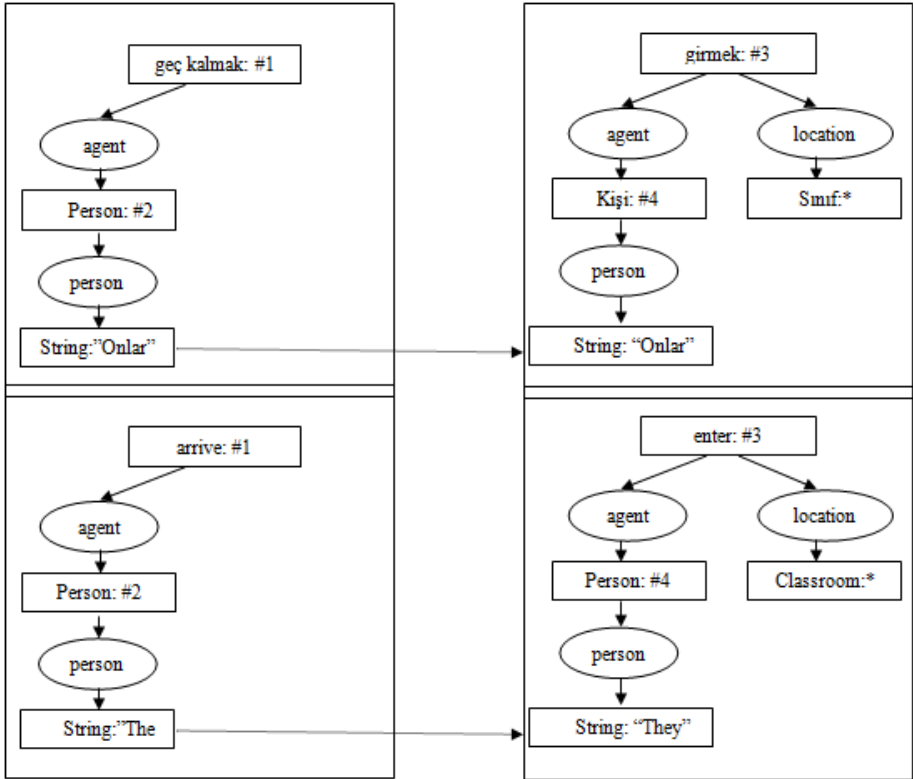 geç kalmak: #1
agent
Person: #2
person
String:”Onlar”
girmek: #3
agent
location
Kişi: #4
Sınıf:*
person
String: “Onlar”
arrive: #1
agent
Person: #2
person
String:”The
enter: #3
agent
location
Person: #4
Classroom:*
person
String: “They”